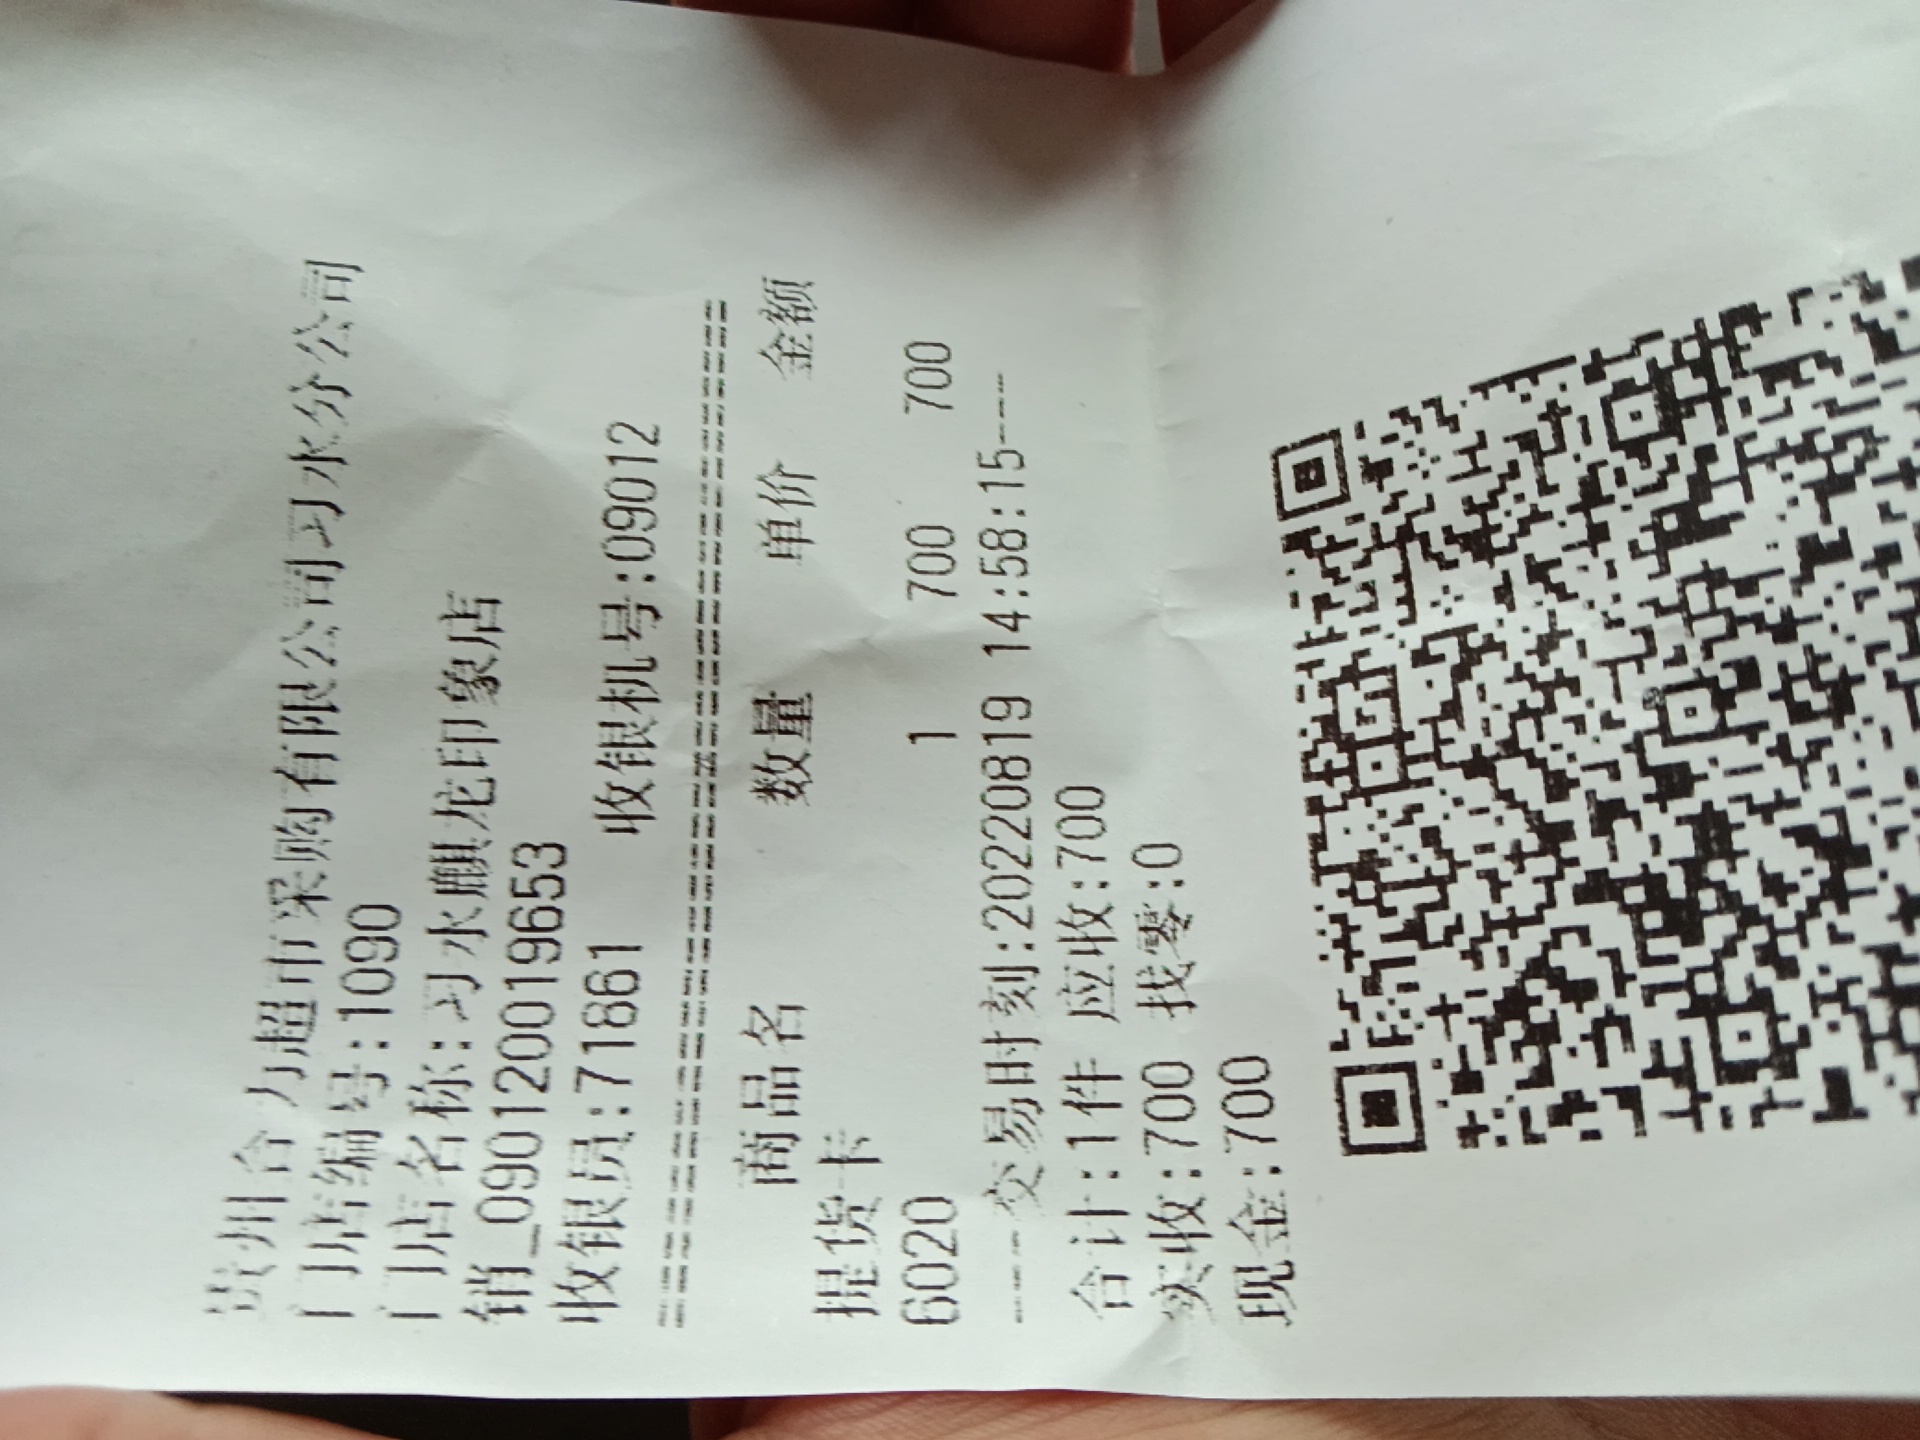 贵州合力超市采购有限公司习水分公司
门店编号:1090
门店名称:习水麒龙印象店
销_090120019653
收银员:71861 收银机号:09012
商品名 数量 单价 金额
提货卡
6020 1 700 700
----交易时刻:20220819 14:58:15----
合计:1件 应收:700
实收:700 找零:0
现金:700